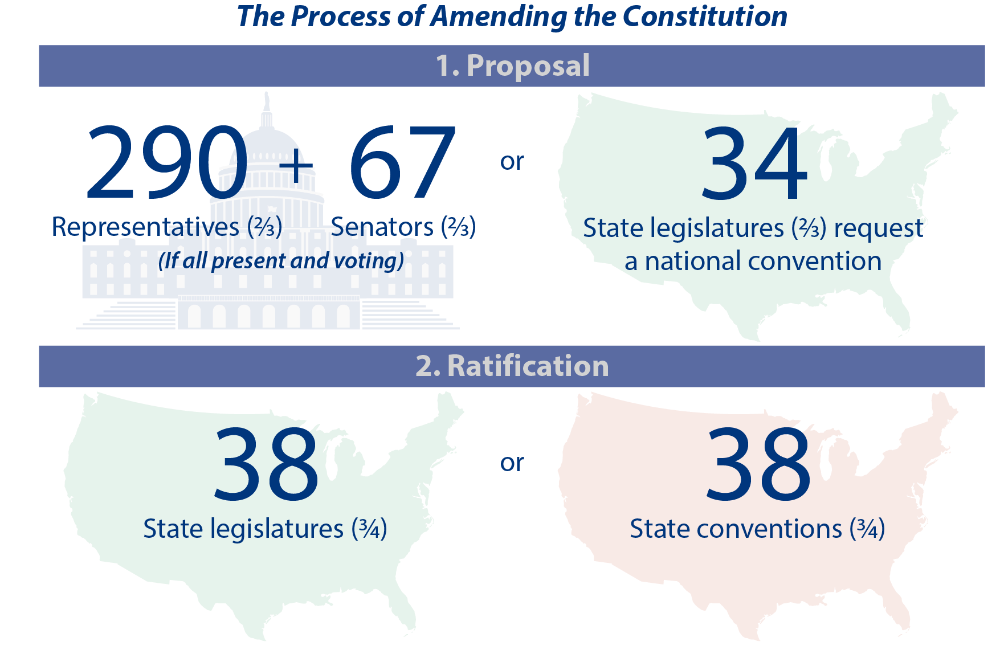 The Process of Amending the Constitution
1. Proposal
290 + 67
Representatives (⅔) Senators (⅔)
(If all present and voting)
or
34
State legislatures (⅔) request
a national convention
2. Ratification
38
State legislatures (¾)
or
38
State conventions (¾)